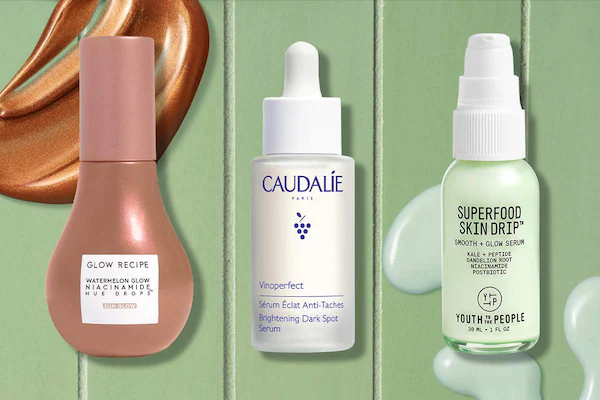 GLOW RECIPE
WATERMELON GLOW
NIACINAMIDE
HUE DROPS™
SUN GLOW
CAUDALÍE
PARIS
Vinoperfect
Sérum Éclat Anti-Taches
Brightening Dark Spot
Serum
SUPERFOOD
SKIN DRIP™
SMOOTH + GLOW SERUM
KALE + PEPTIDE
DANDELION ROOT
NIACINAMIDE
POSTBIOTIC
Y T T P
YOUTH TO THE PEOPLE
30 ML • 1 FL OZ